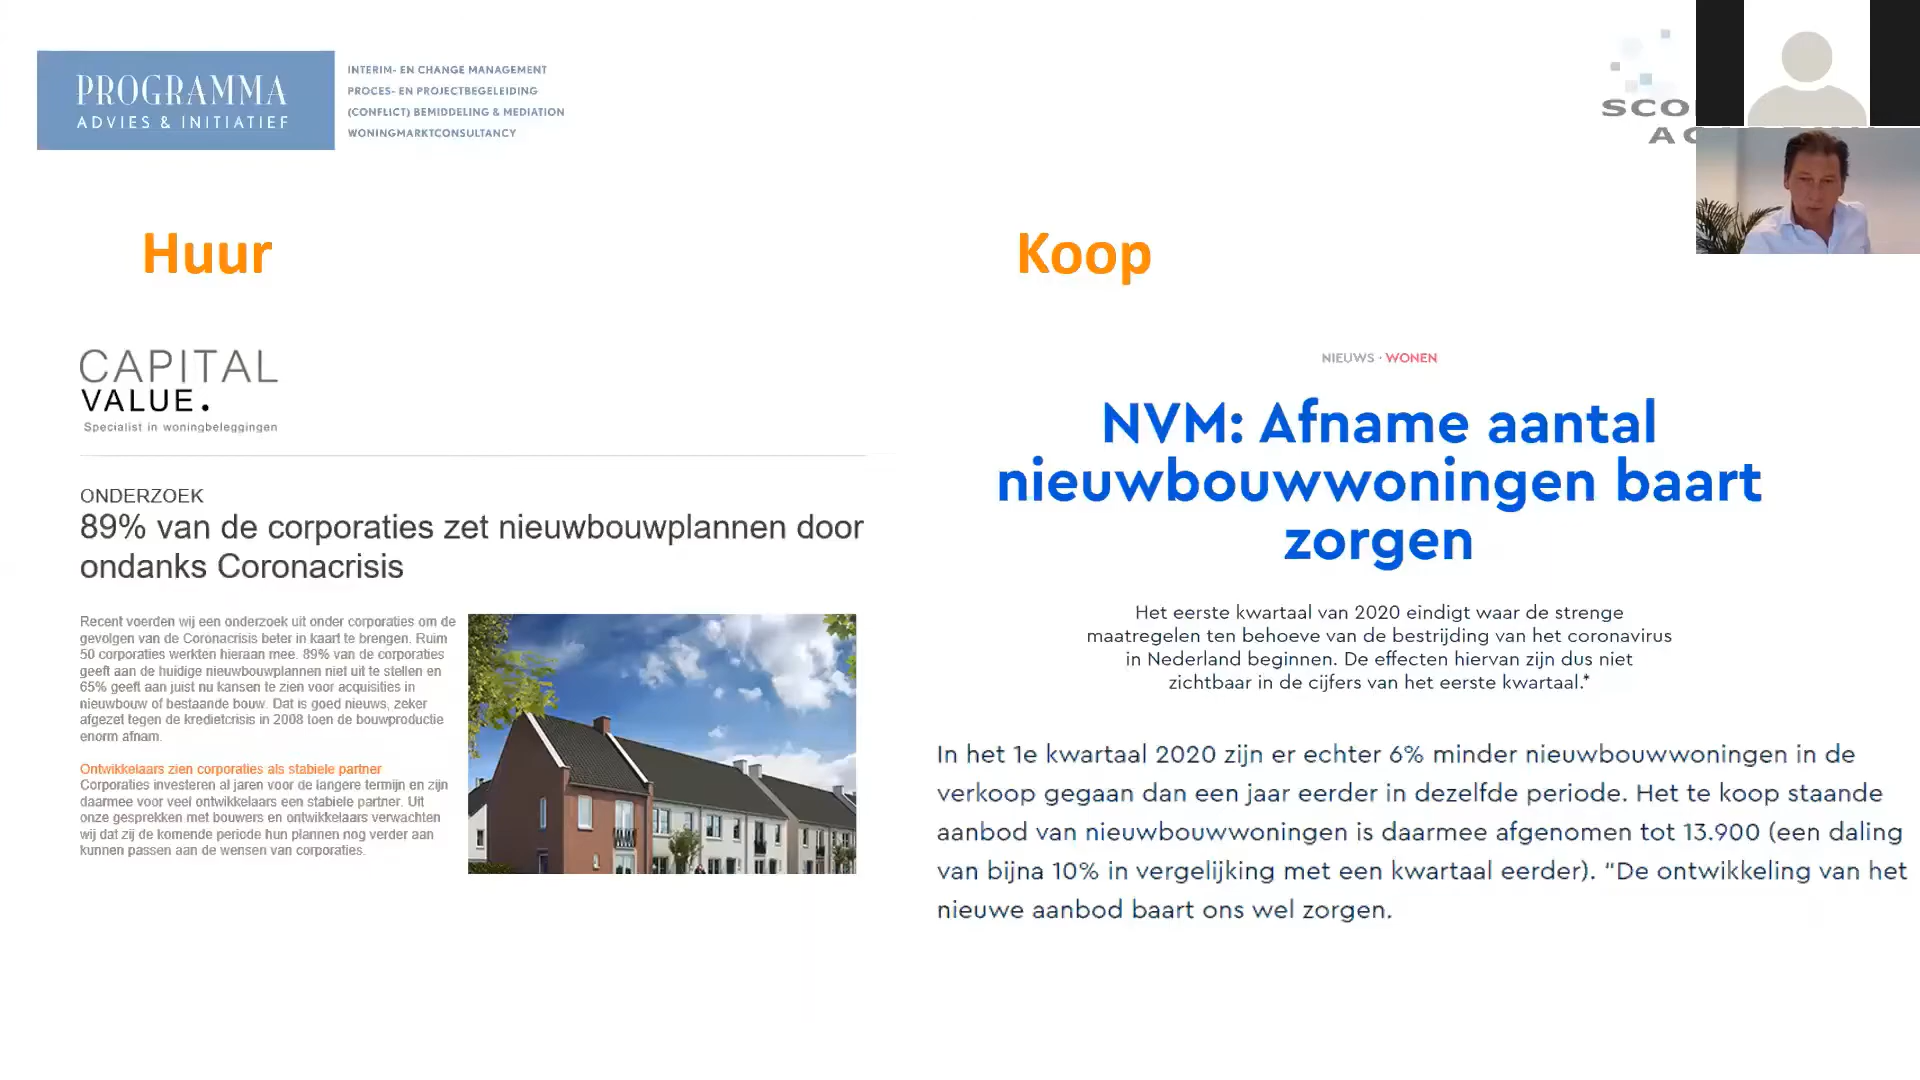 PROGRAMMA
ADVIES & INITIATIEF
INTERIM- EN CHANGE MANAGEMENT
PROCES- EN PROJECTBEGELEIDING
(CONFLICT) BEMIDDELING & MEDIATION
WONINGMARKTCONSULTANCY
Huur
CAPITAL
VALUE.
Specialist in woningbeleggingen
ONDERZOEK
89% van de corporaties zet nieuwbouwplannen door
ondanks Coronacrisis
Recent voerden wij een onderzoek uit onder corporaties om de
gevolgen van de Coronacrisis beter in kaart te brengen. Ruim
50 corporaties werkten hieraan mee. 89% van de corporaties
geeft aan de huidige nieuwbouwplannen niet uit te stellen en
65% geeft aan juist nu kansen te zien voor acquisities in
nieuwbouw of bestaande bouw. Dat is goed nieuws, zeker
afgezet tegen de kredietcrisis in 2008 toen de bouwproductie
enorm afnam.
Ontwikkelaars zien corporaties als stabiele partner
Corporaties investeren al jaren voor de langere termijn en zijn
daarmee voor veel ontwikkelaars een stabiele partner. Uit
onze gesprekken met bouwers en ontwikkelaars verwachten
wij dat zij de komende periode hun plannen nog verder aan
kunnen passen aan de wensen van corporaties.
Koop
NIEUWS · WONEN
NVM: Afname aantal
nieuwbouwwoningen baart
zorgen
Het eerste kwartaal van 2020 eindigt waar de strenge
maatregelen ten behoeve van de bestrijding van het coronavirus
in Nederland beginnen. De effecten hiervan zijn dus niet
zichtbaar in de cijfers van het eerste kwartaal.*
In het 1e kwartaal 2020 zijn er echter 6% minder nieuwbouwwoningen in de
verkoop gegaan dan een jaar eerder in dezelfde periode. Het te koop staande
aanbod van nieuwbouwwoningen is daarmee afgenomen tot 13.900 (een daling
van bijna 10% in vergelijking met een kwartaal eerder). “De ontwikkeling van het
nieuwe aanbod baart ons wel zorgen.